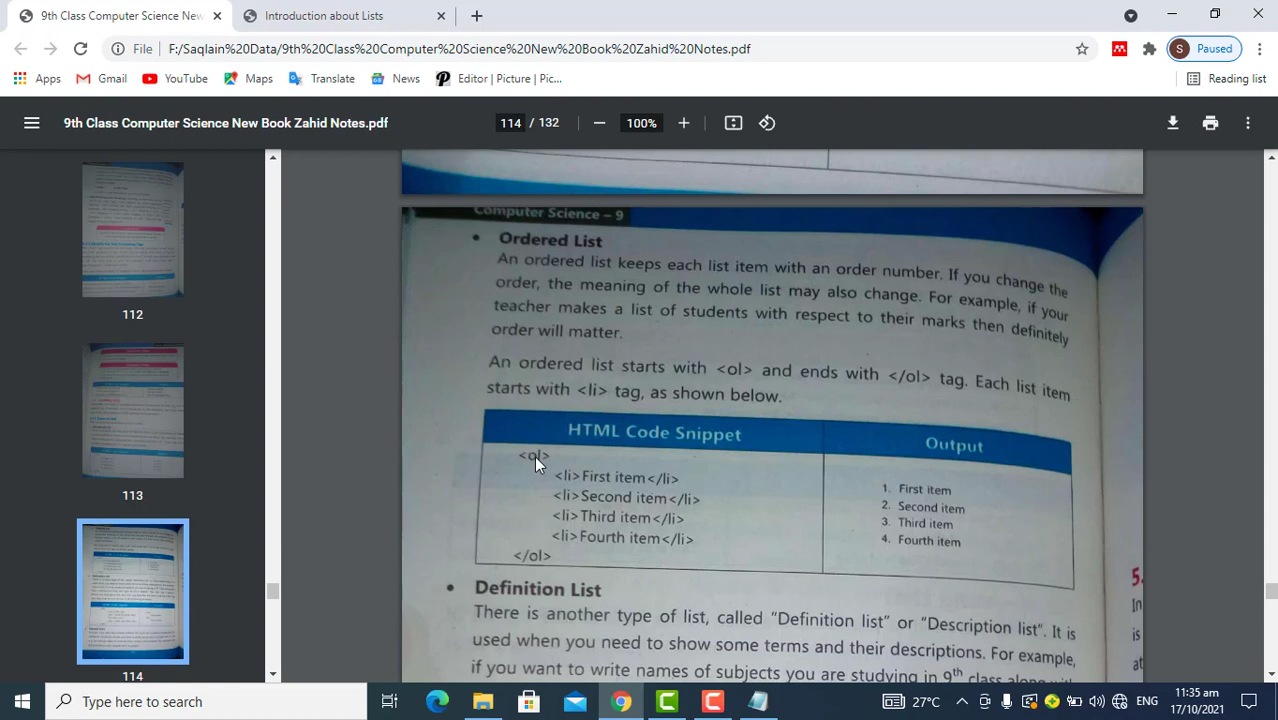 9th Class Computer Science New
Introduction about Lists
File
F:/Saqlain%20Data/9th%20Class%20Computer%20Science%20New%20Book%20Zahid%20Notes.pdf
S Paused
Apps Gmail YouTube Maps Translate News Editor | Picture | Pic... Reading list
9th Class Computer Science New Book Zahid Notes.pdf
114 / 132
100%
112
113
114
Computer Science – 9
• Ordered List
An ordered list keeps each list item with an order number. If you change the
order, the meaning of the whole list may also change. For example, if your
teacher makes a list of students with respect to their marks then definitely
order will matter.
An ordered list starts with <ol> and ends with </ol> tag. Each list item
starts with <li> tag, as shown below.
HTML Code Snippet
Output
<ol>
<li>First item</li>
<li>Second item</li>
<li>Third item</li>
<li>Fourth item</li>
</ol>
1. First item
2. Second item
3. Third item
4. Fourth item
• Definition List
There is another type of list, called "Definition list" or "Description list". It is
used when you need to show some terms and their descriptions. For example,
if you want to write names of subjects you are studying in 9th class along with
5.
In
is
at
Type here to search
27°C
ENG
11:35 am
17/10/2021